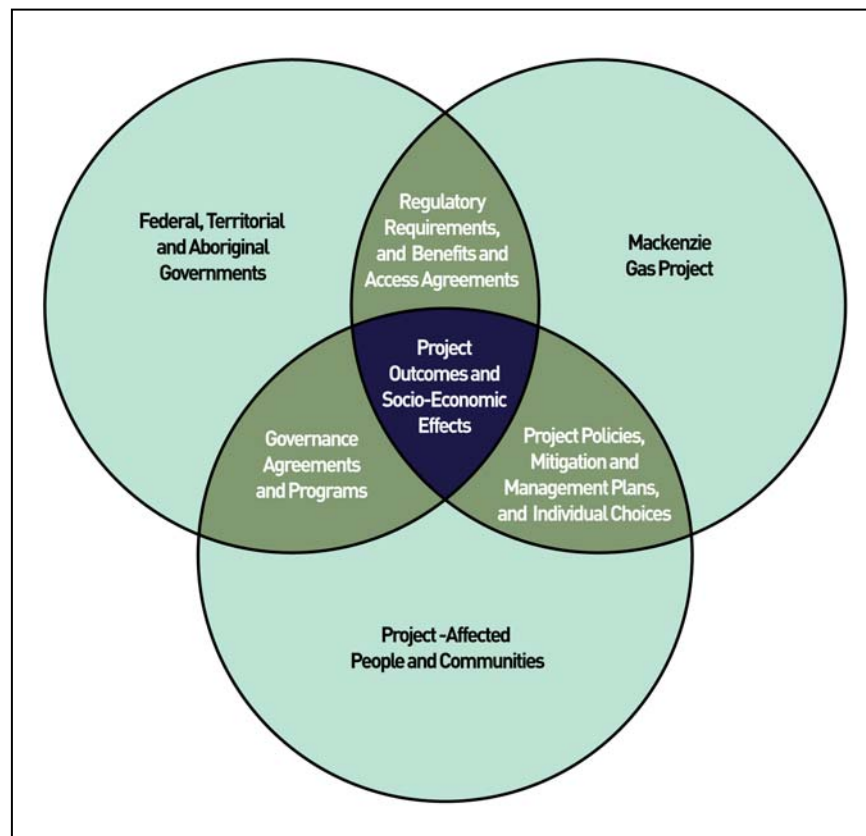 Federal, Territorial
and Aboriginal
Governments
Regulatory
Requirements,
and Benefits and
Access Agreements
Mackenzie
Gas Project
Project
Outcomes and
Socio-Economic
Effects
Governance
Agreements
and Programs
Project Policies,
Mitigation and
Management Plans,
and Individual Choices
Project -Affected
People and Communities